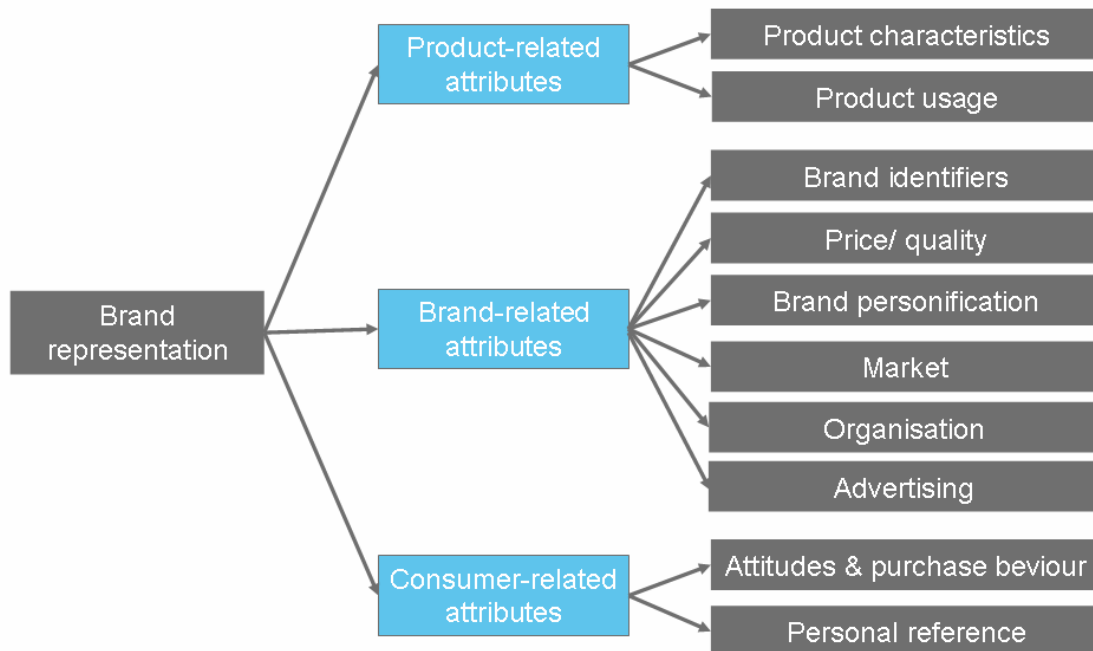 Product-related
attributes
Product characteristics
Product usage
Brand
representation
Brand-related
attributes
Brand identifiers
Price/ quality
Brand personification
Market
Organisation
Advertising
Consumer-related
attributes
Attitudes & purchase beviour
Personal reference